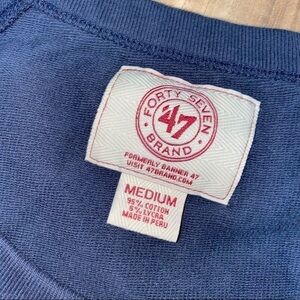 FORTY SEVEN
'47
BRAND
FORMERLY BANNER 47
VISIT 47BRAND.COM
MEDIUM
95% COTTON
5% LYCRA
MADE IN PERU